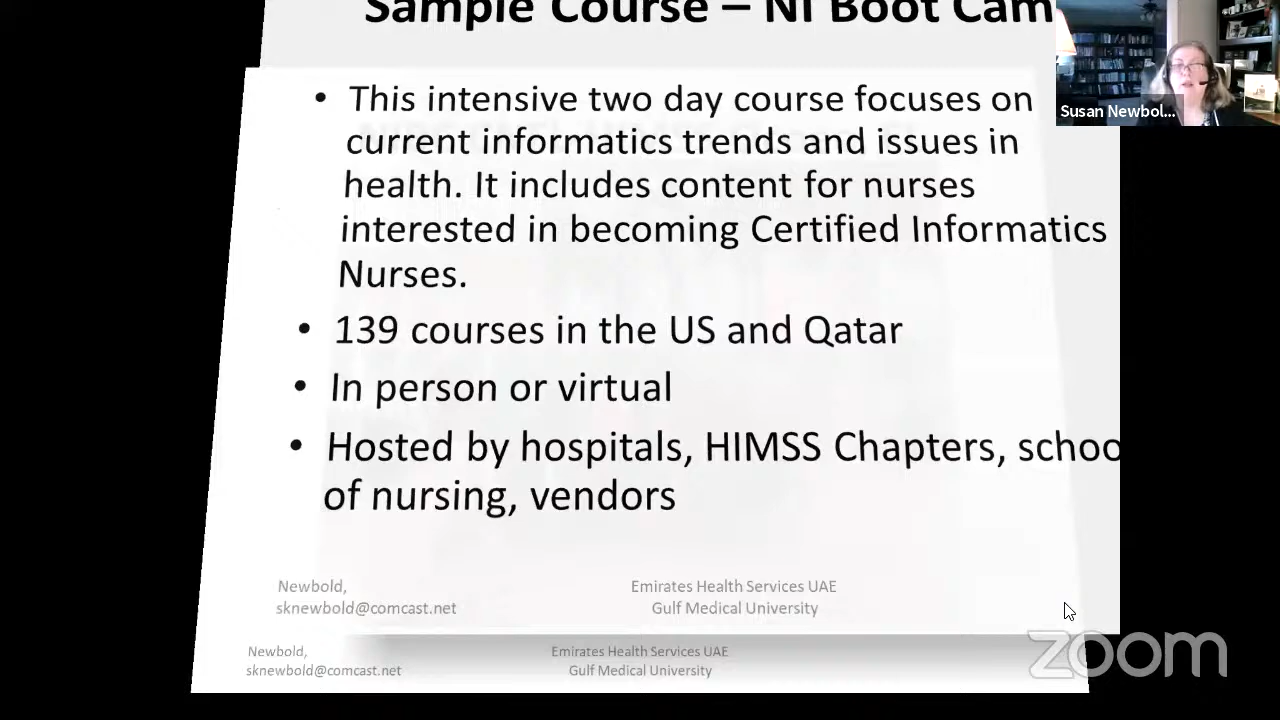 Sample Course – NI Boot Cam
Susan Newbol...
• This intensive two day course focuses on
current informatics trends and issues in
health. It includes content for nurses
interested in becoming Certified Informatics
Nurses.
• 139 courses in the US and Qatar
• In person or virtual
• Hosted by hospitals, HIMSS Chapters, schoo
of nursing, vendors
Newbold,
sknewbold@comcast.net
Emirates Health Services UAE
Gulf Medical University
Newbold,
sknewbold@comcast.net
Emirates Health Services UAE
Gulf Medical University
zoom